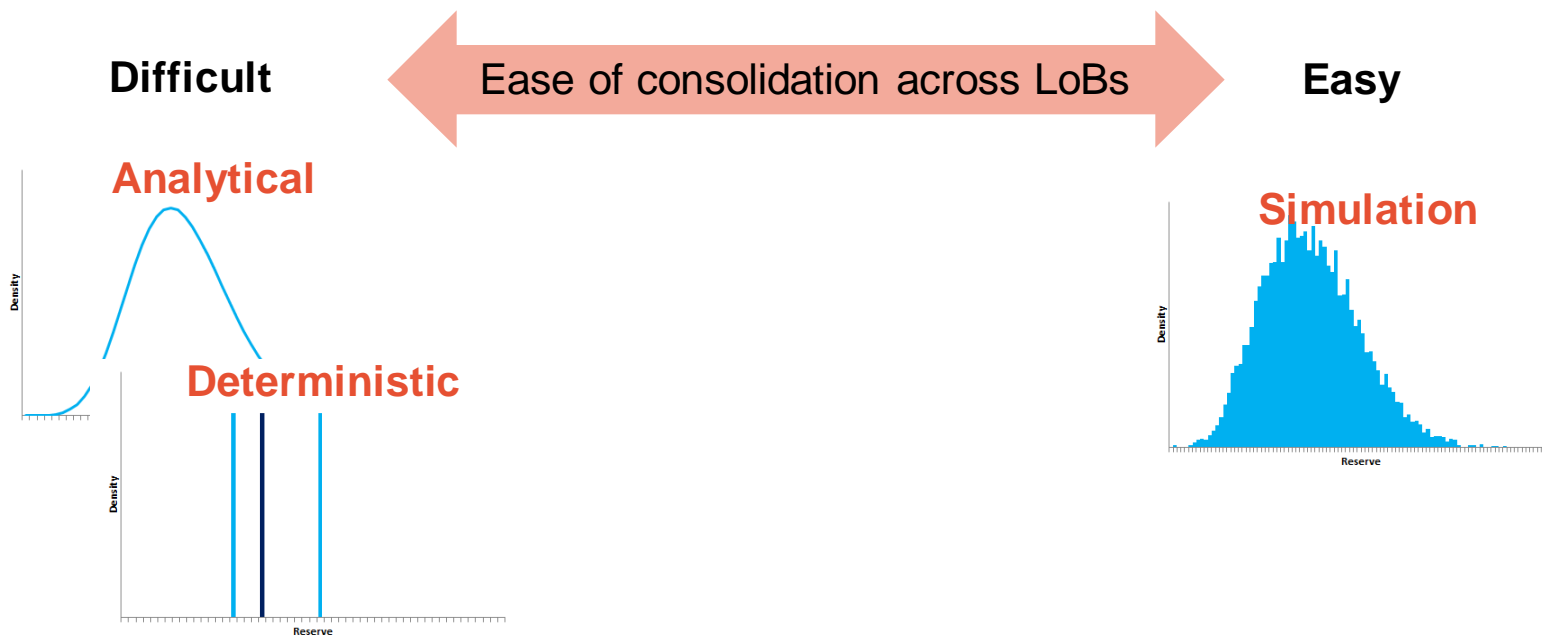 Difficult
Ease of consolidation across LoBs
Easy
Analytical
Density
Deterministic
Density
Reserve
Simulation
Density
Reserve